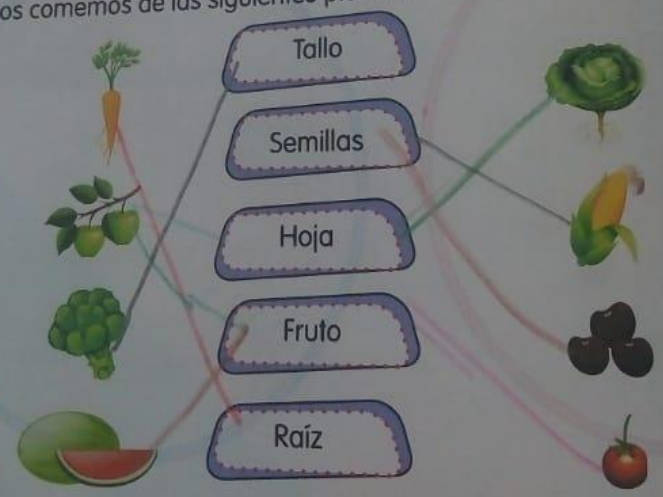 os comemos de las siguientes
Tallo
Semillas
Hoja
Fruto
Raíz